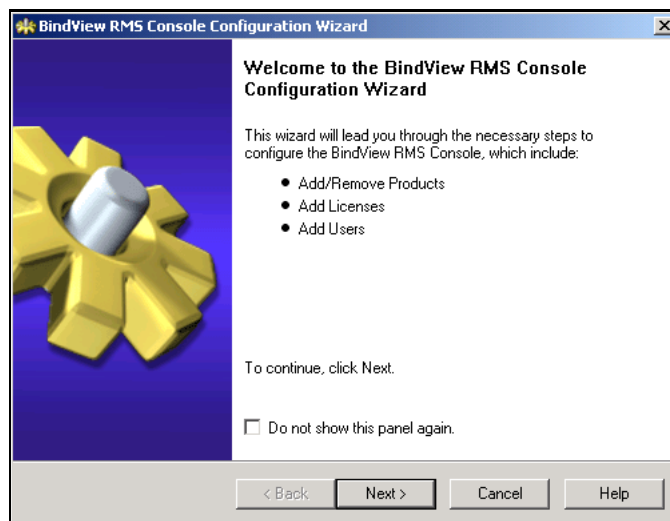 BindView RMS Console Configuration Wizard
Welcome to the BindView RMS Console
Configuration Wizard
This wizard will lead you through the necessary steps to
configure the BindView RMS Console, which include:
● Add/Remove Products
● Add Licenses
● Add Users
To continue, click Next.
Do not show this panel again.
< Back Next > Cancel Help